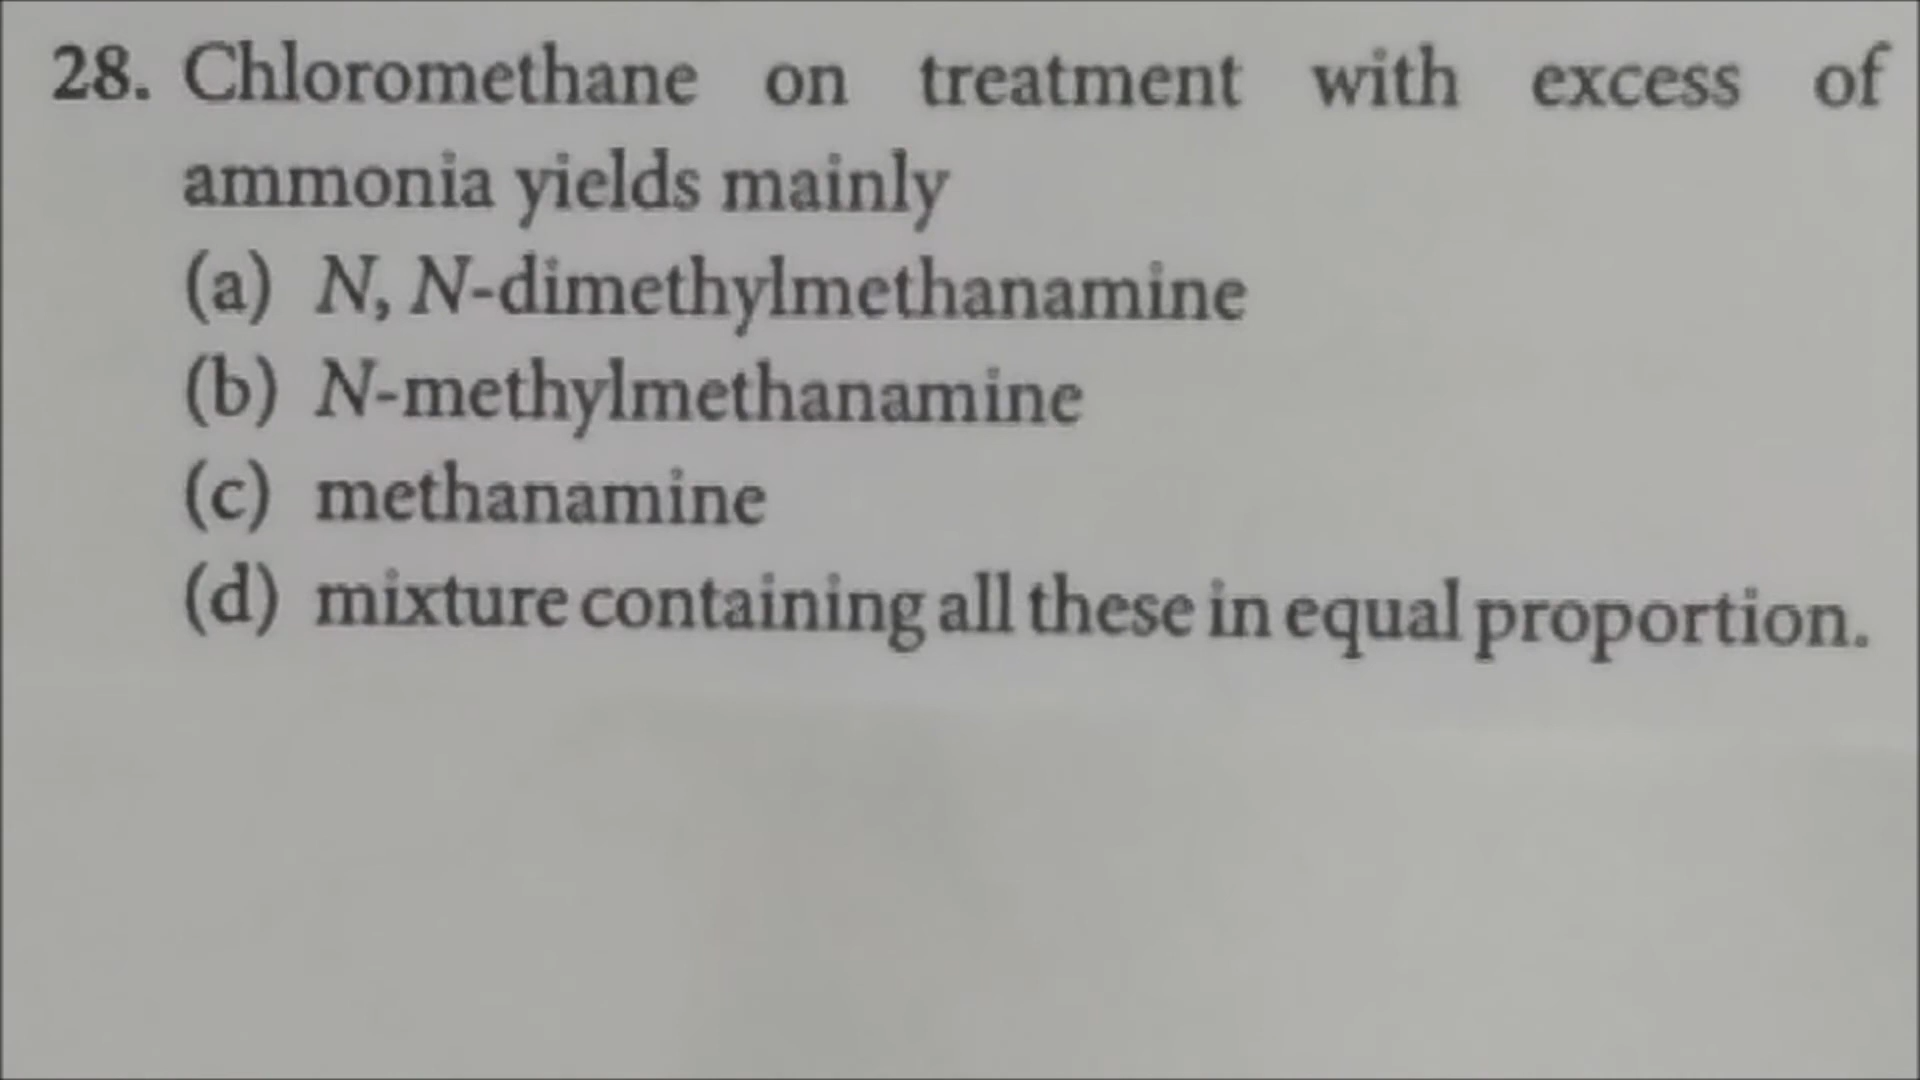 28. Chloromethane on treatment with excess of
ammonia yields mainly
(a) N, N-dimethylmethanamine
(b) N-methylmethanamine
(c) methanamine
(d) mixture containing all these in equal proportion.